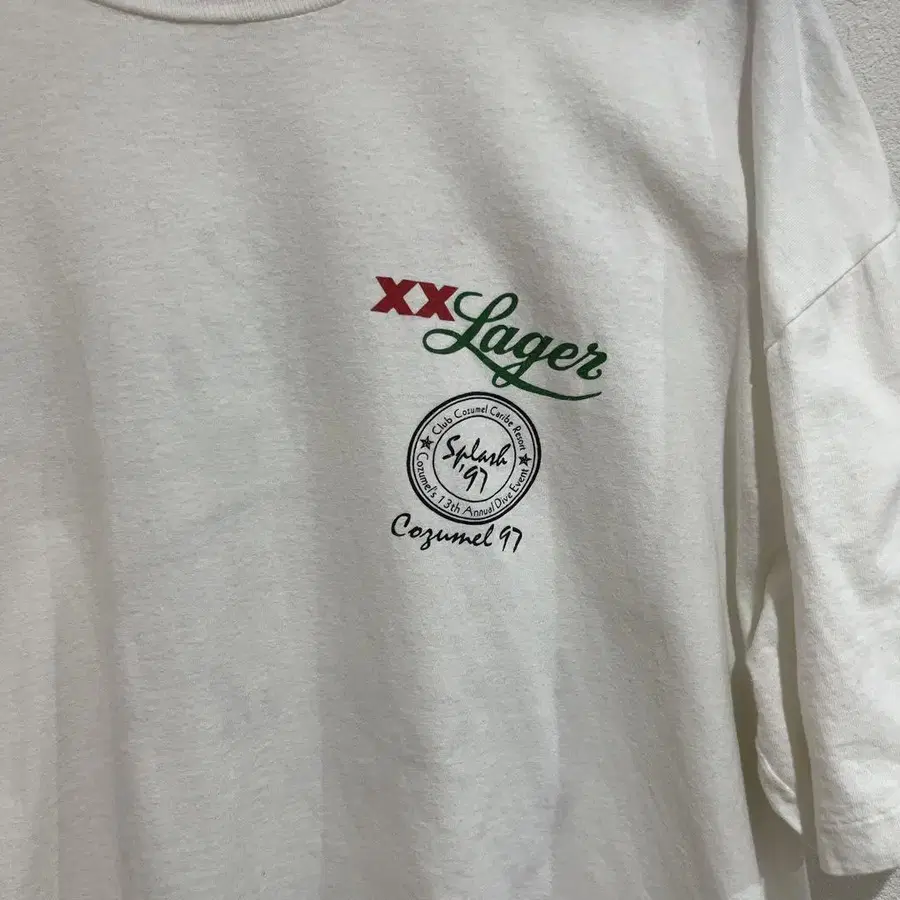 XX Lager
Club Cozumel Caribe Resort
Splash
'97
Cozumel's 13th Annual Dive Event
Cozumel 97